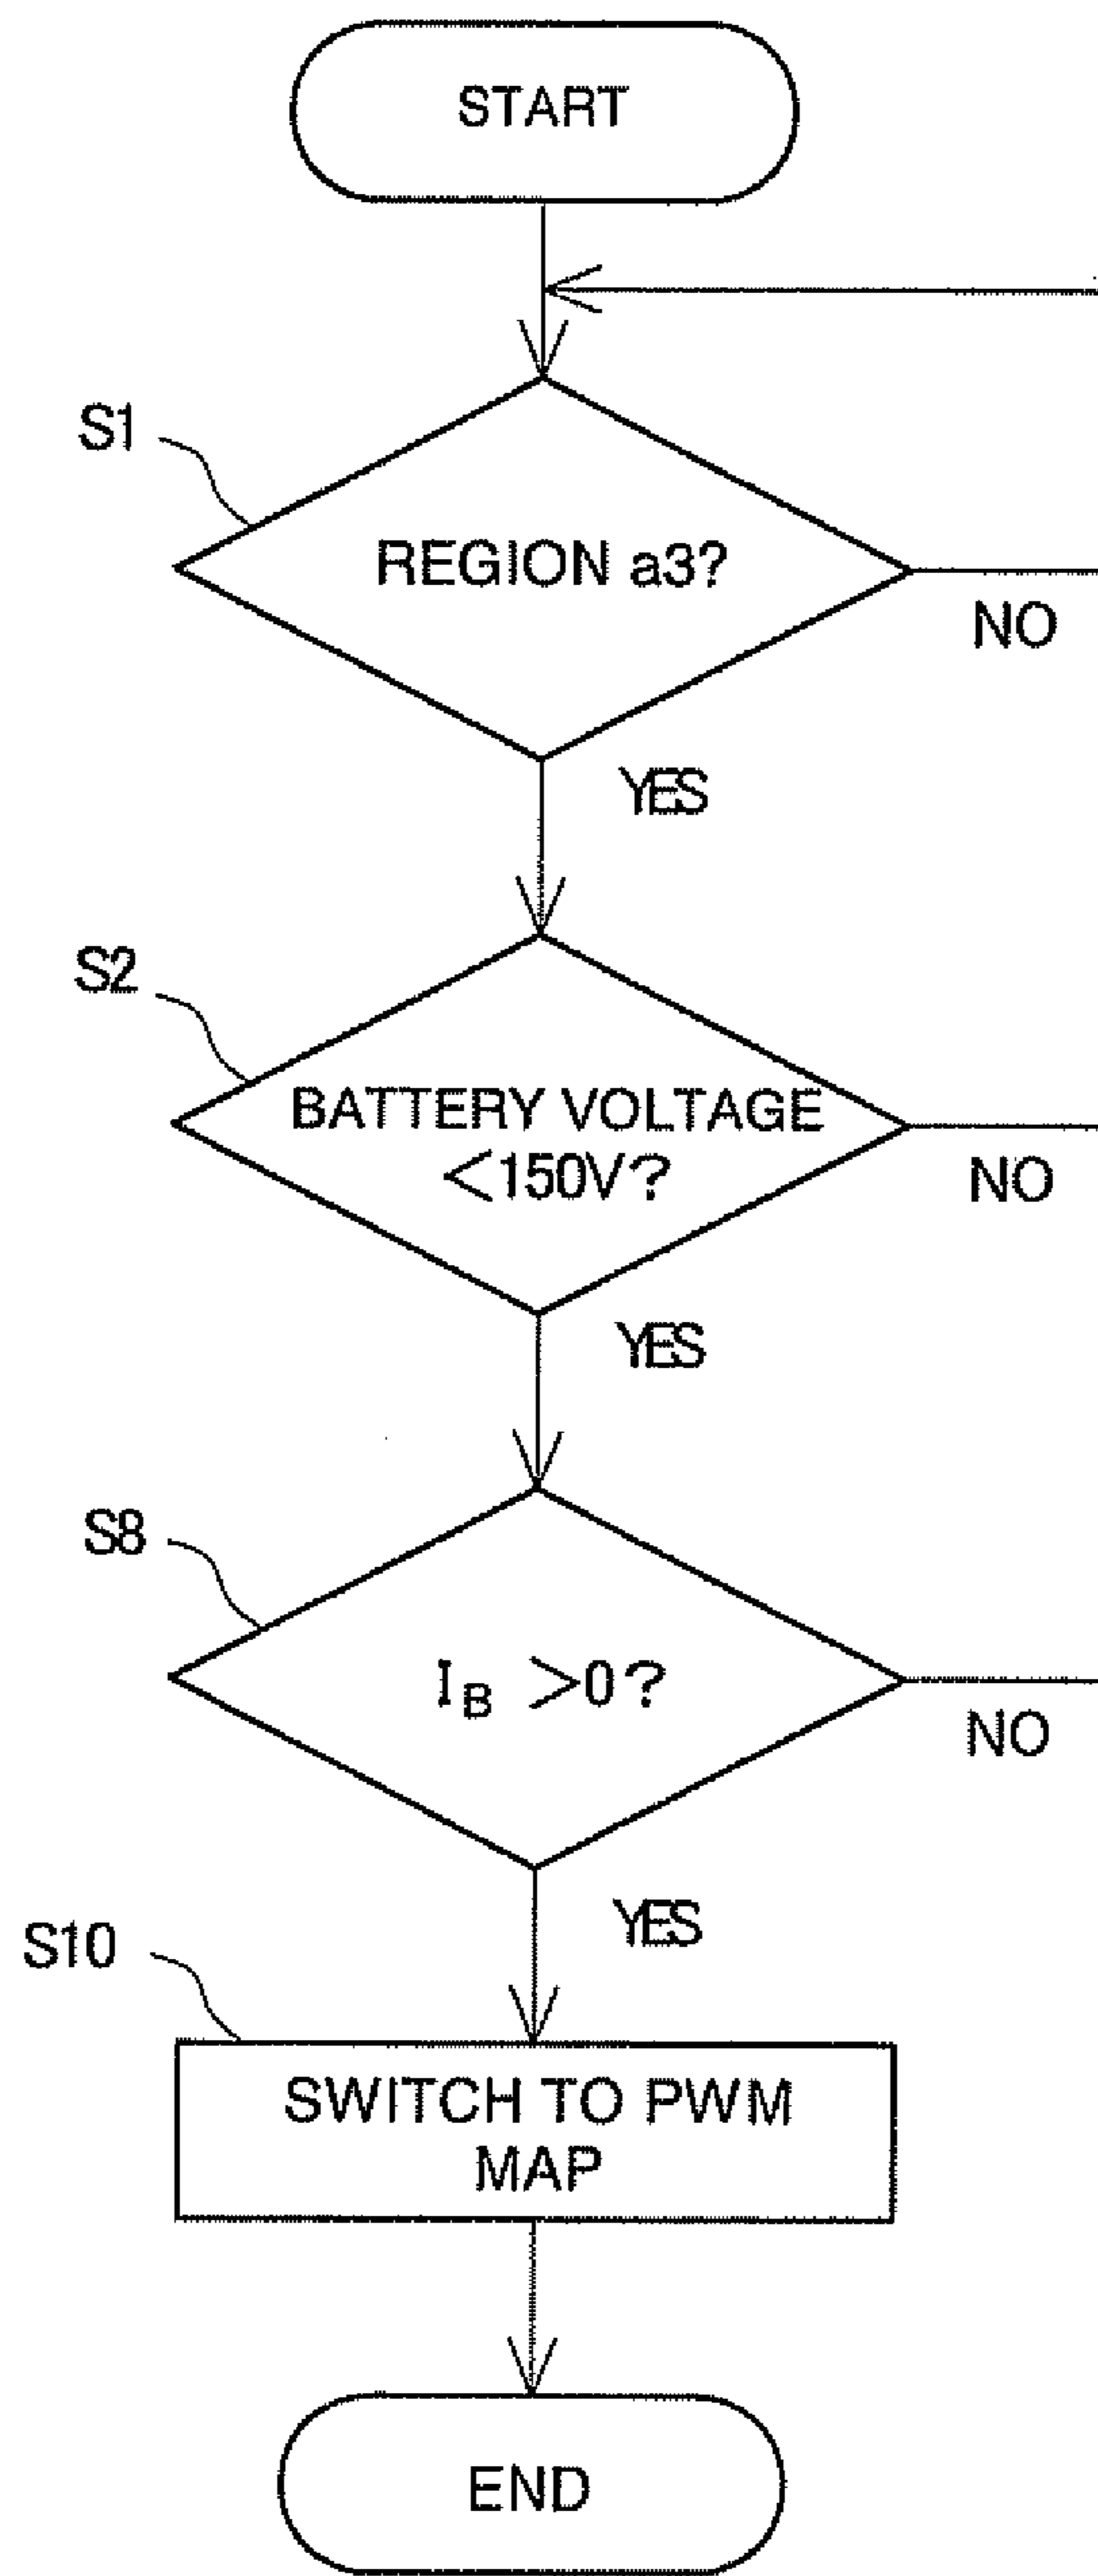 START
S1
REGION a3?
NO
YES
S2
BATTERY VOLTAGE
<150V?
NO
YES
S8
I_B >0?
NO
YES
S10
SWITCH TO PWM
MAP
END